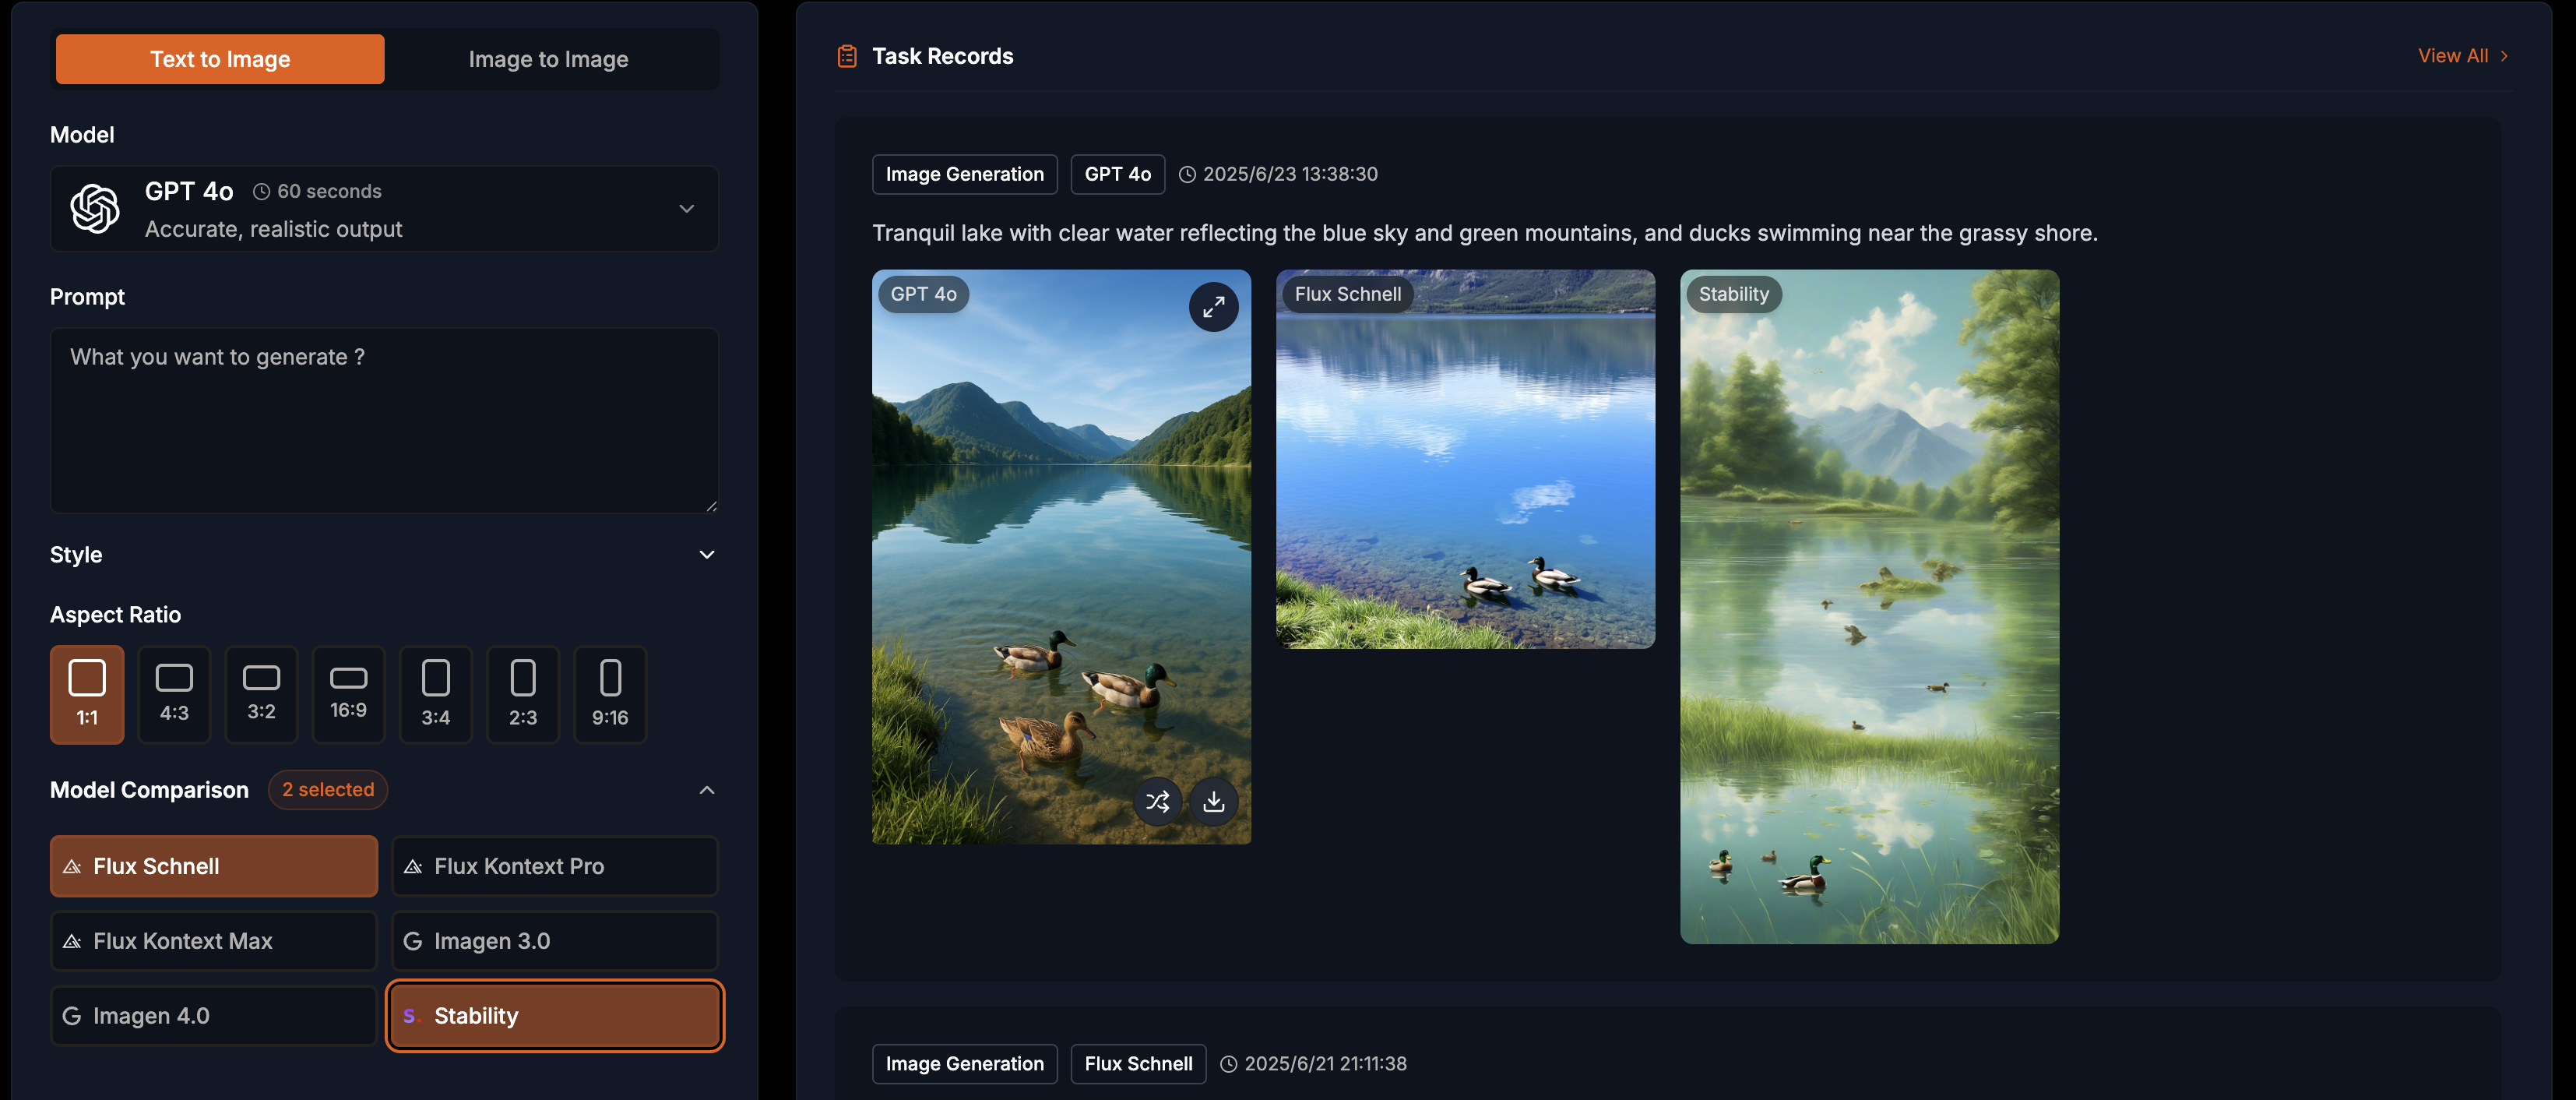 Text to Image
Image to Image
Model
GPT 4o
60 seconds
Accurate, realistic output
Prompt
What you want to generate ?
Style
Aspect Ratio
1:1
4:3
3:2
16:9
3:4
2:3
9:16
Model Comparison
2 selected
Flux Schnell
Flux Kontext Pro
Flux Kontext Max
G Imagen 3.0
G Imagen 4.0
S. Stability
Task Records
View All
Image Generation
GPT 4o
2025/6/23 13:38:30
Tranquil lake with clear water reflecting the blue sky and green mountains, and ducks swimming near the grassy shore.
GPT 4o
Flux Schnell
Stability
Image Generation
Flux Schnell
2025/6/21 21:11:38